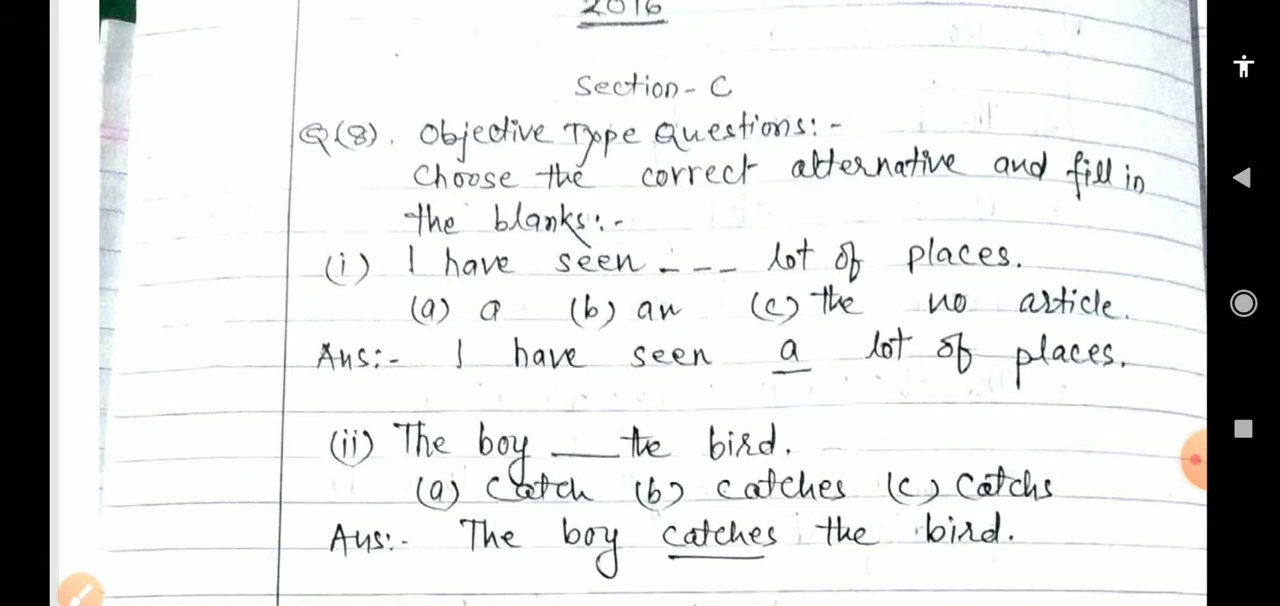 2016
Section - C
Q(8). Objective Type Questions:-
Choose the correct alternative and fill in
the blanks:-
(i) I have seen ---- lot of places.
(a) a (b) an (c) the no article.
Ans:- I have seen a lot of places.
(ii) The boy ___ the bird.
(a) catch (b) catches (c) catchs
Ans:- The boy catches the bird.